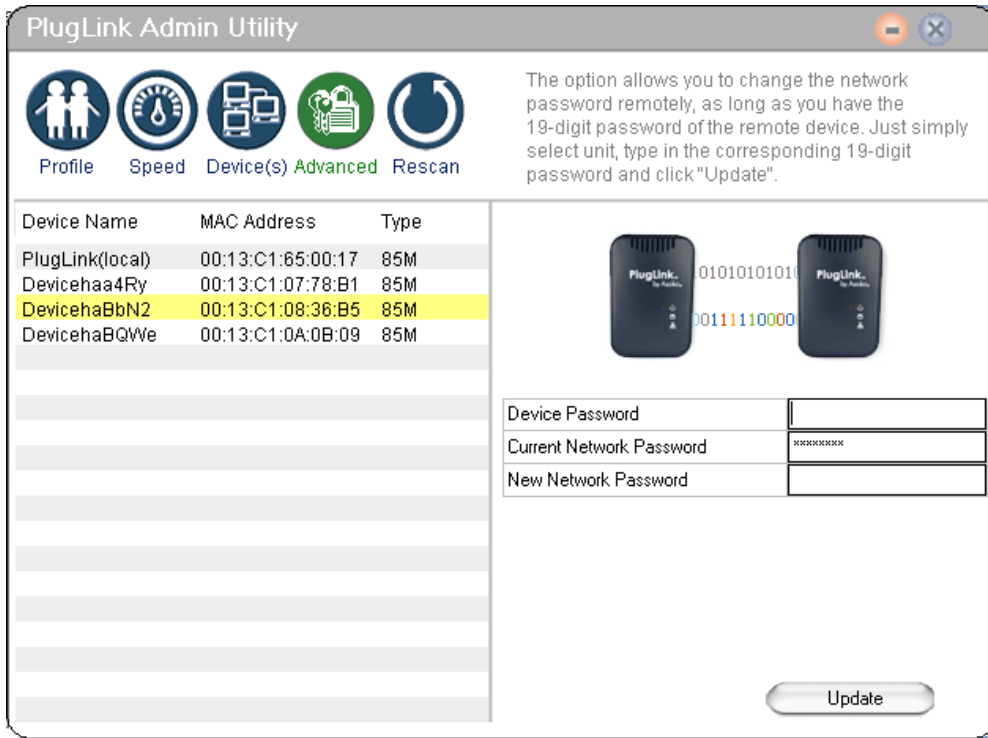 PlugLink Admin Utility
Profile Speed Device(s) Advanced Rescan
The option allows you to change the network
password remotely, as long as you have the
19-digit password of the remote device. Just simply
select unit, type in the corresponding 19-digit
password and click "Update".
Device Name MAC Address Type
PlugLink(local) 00:13:C1:65:00:17 85M
Devicehaa4Ry 00:13:C1:07:78:B1 85M
DevicehaBbN2 00:13:C1:08:36:B5 85M
DevicehaBQWe 00:13:C1:0A:0B:09 85M
PlugLink 01010101010 PlugLink
00111110000
Device Password
Current Network Password ********
New Network Password
Update